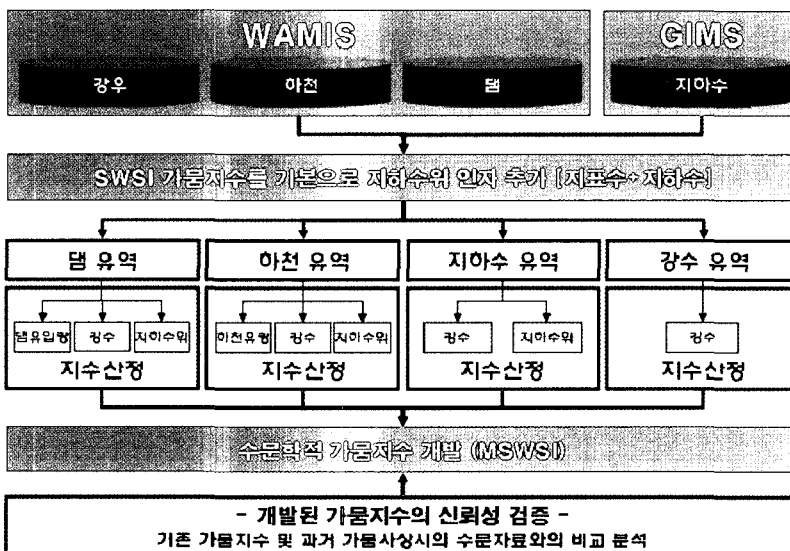 WAMIS
GIMS
강우
하천
댐
지하수
SWSI 가뭄지수를 기본으로 지하수위 인자 추가 [지표수+지하수]
댐 유역
하천 유역
지하수 유역
강수 유역
댐유입량
강수
지하수위
지수산정
하천유량
강수
지하수위
지수산정
강수
지하수위
지수산정
강수
지수산정
수문학적 가뭄지수 개발 (MSWSI)
- 개발된 가뭄지수의 신뢰성 검증 -
기존 가뭄지수 및 과거 가뭄사상시의 수문자료와의 비교 분석